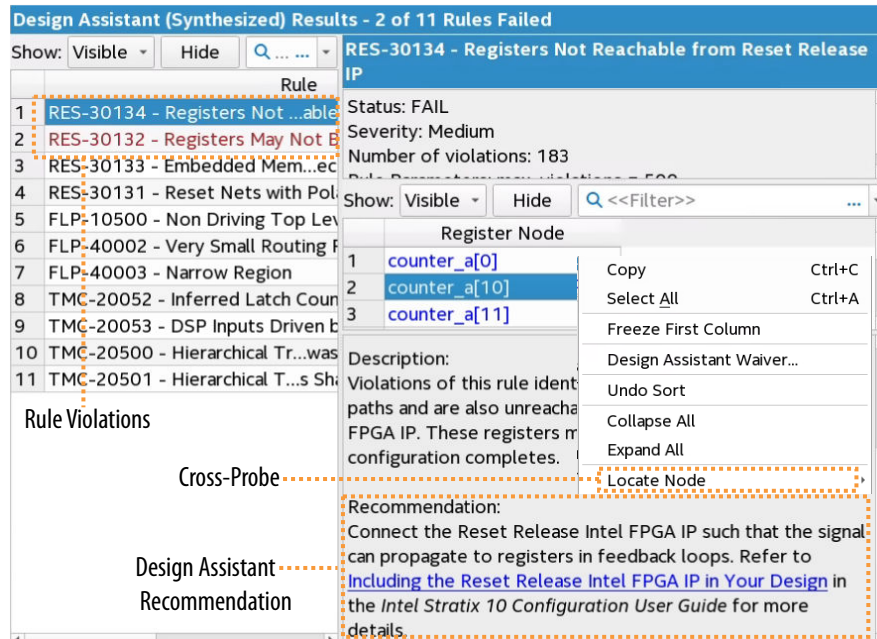 Design Assistant (Synthesized) Results - 2 of 11 Rules Failed
Show: Visible Hide ... ...
Rule
1 RES-30134 - Registers Not ...able
2 RES-30132 - Registers May Not B
3 RES-30133 - Embedded Mem...ec
4 RES-30131 - Reset Nets with Pol
5 FLP-10500 - Non Driving Top Lev
6 FLP-40002 - Very Small Routing R
7 FLP-40003 - Narrow Region
8 TMC-20052 - Inferred Latch Coun
9 TMC-20053 - DSP Inputs Driven b
10 TMC-20500 - Hierarchical Tr...was
11 TMC-20501 - Hierarchical T...s Sha
Rule Violations
Cross-Probe
Design Assistant
Recommendation
RES-30134 - Registers Not Reachable from Reset Release
IP
Status: FAIL
Severity: Medium
Number of violations: 183
Show: Visible Hide <<Filter>> ...
Register Node
1 counter_a[0]
2 counter_a[10]
3 counter_a[11]
Copy Ctrl+C
Select All Ctrl+A
Freeze First Column
Design Assistant Waiver...
Undo Sort
Collapse All
Expand All
Locate Node
Description:
Violations of this rule ident
paths and are also unreacha
FPGA IP. These registers m
configuration completes.
Recommendation:
Connect the Reset Release Intel FPGA IP such that the signal
can propagate to registers in feedback loops. Refer to
Including the Reset Release Intel FPGA IP in Your Design in
the Intel Stratix 10 Configuration User Guide for more
details.